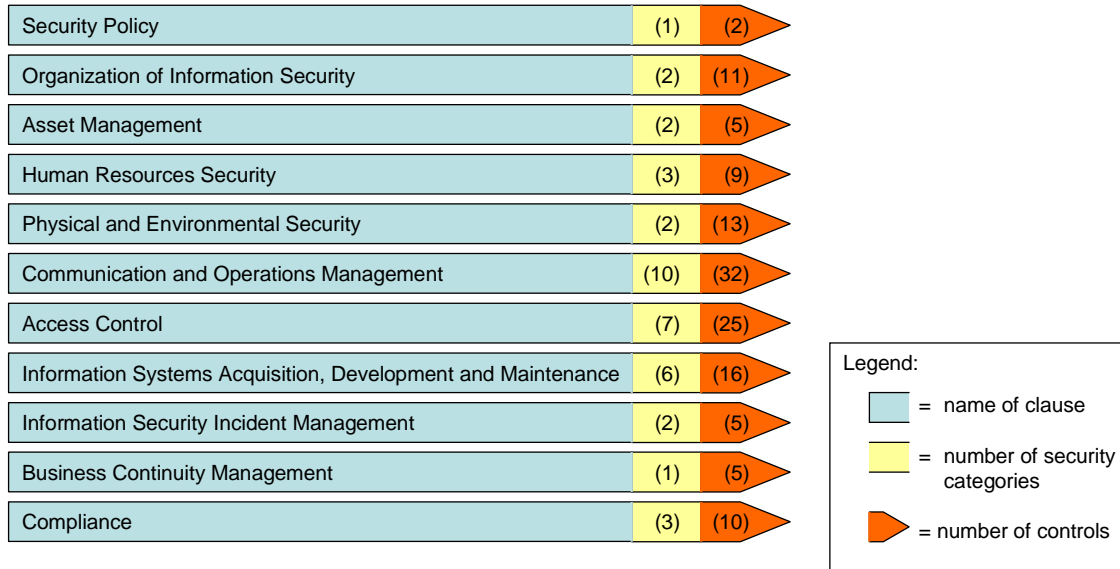 Security Policy (1) (2)
Organization of Information Security (2) (11)
Asset Management (2) (5)
Human Resources Security (3) (9)
Physical and Environmental Security (2) (13)
Communication and Operations Management (10) (32)
Access Control (7) (25)
Information Systems Acquisition, Development and Maintenance (6) (16)
Information Security Incident Management (2) (5)
Business Continuity Management (1) (5)
Compliance (3) (10)
Legend:
= name of clause
= number of security
categories
= number of controls